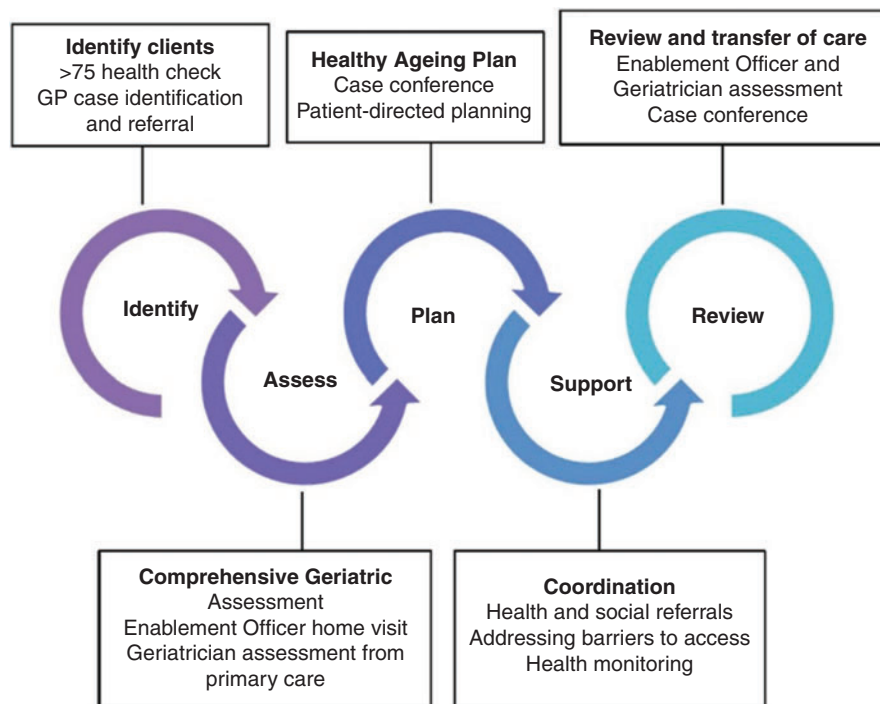 Identify clients
>75 health check
GP case identification
and referral
Healthy Ageing Plan
Case conference
Patient-directed planning
Review and transfer of care
Enablement Officer and
Geriatrician assessment
Case conference
Identify
Assess
Plan
Support
Review
Comprehensive Geriatric
Assessment
Enablement Officer home visit
Geriatrician assessment from
primary care
Coordination
Health and social referrals
Addressing barriers to access
Health monitoring